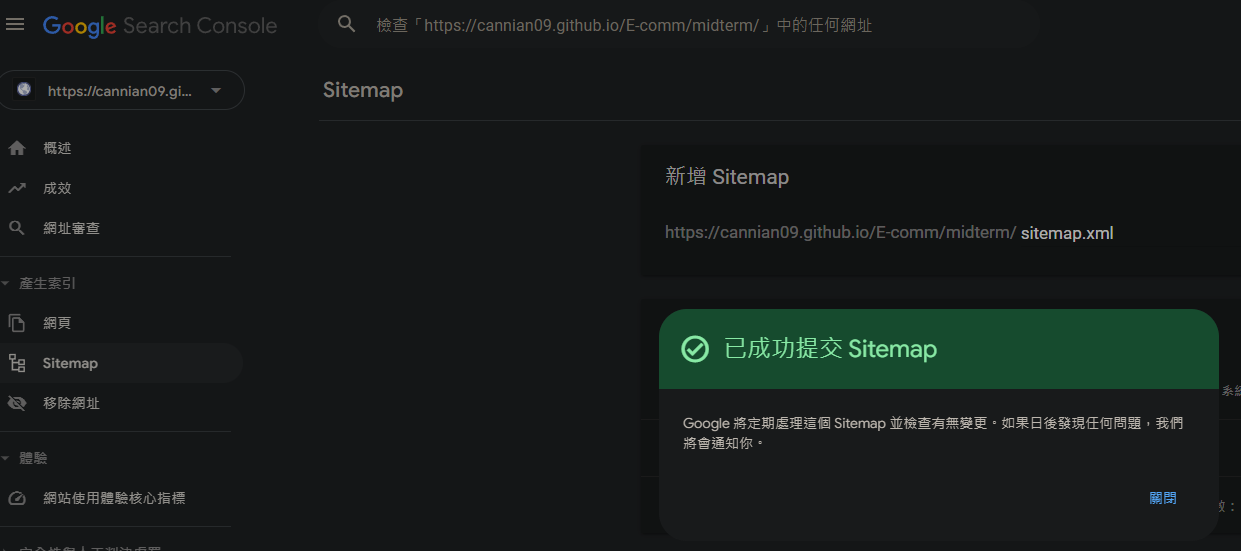 Google Search Console
檢查「https://cannian09.github.io/E-comm/midterm/」中的任何網址
https://cannian09.gi...
Sitemap
概述
成效
網址審查
產生索引
網頁
Sitemap
移除網址
體驗
網站使用體驗核心指標
新增 Sitemap
https://cannian09.github.io/E-comm/midterm/ sitemap.xml
已成功提交 Sitemap
Google 將定期處理這個 Sitemap 並檢查有無變更。如果日後發現任何問題，我們
將會通知你。
關閉